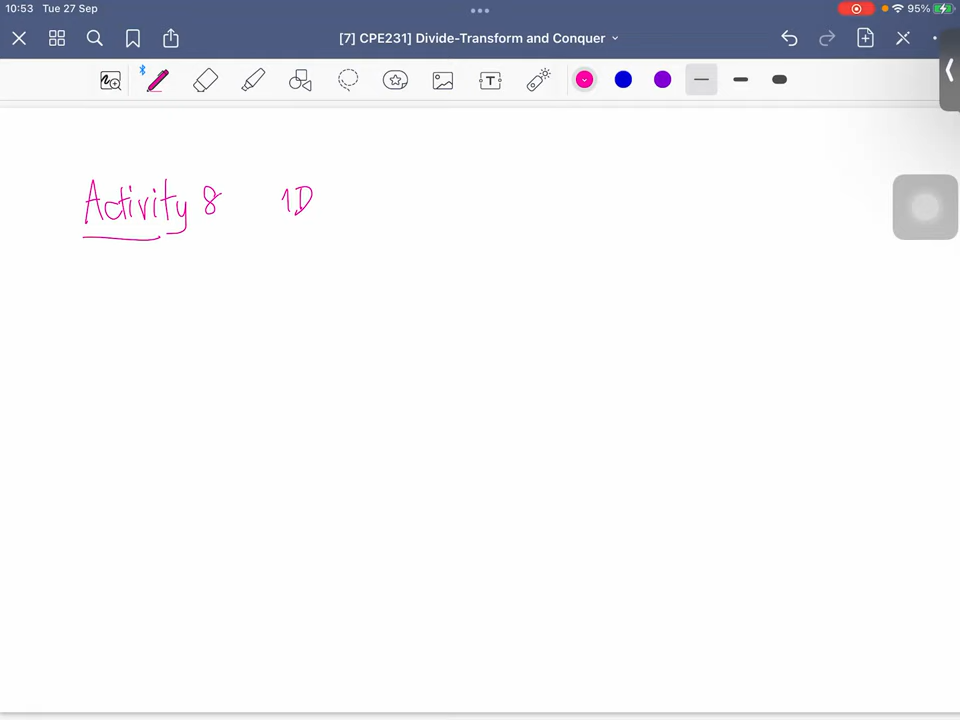 10:53 Tue 27 Sep 95%
[7] CPE231] Divide-Transform and Conquer
T
Activity 8 1D